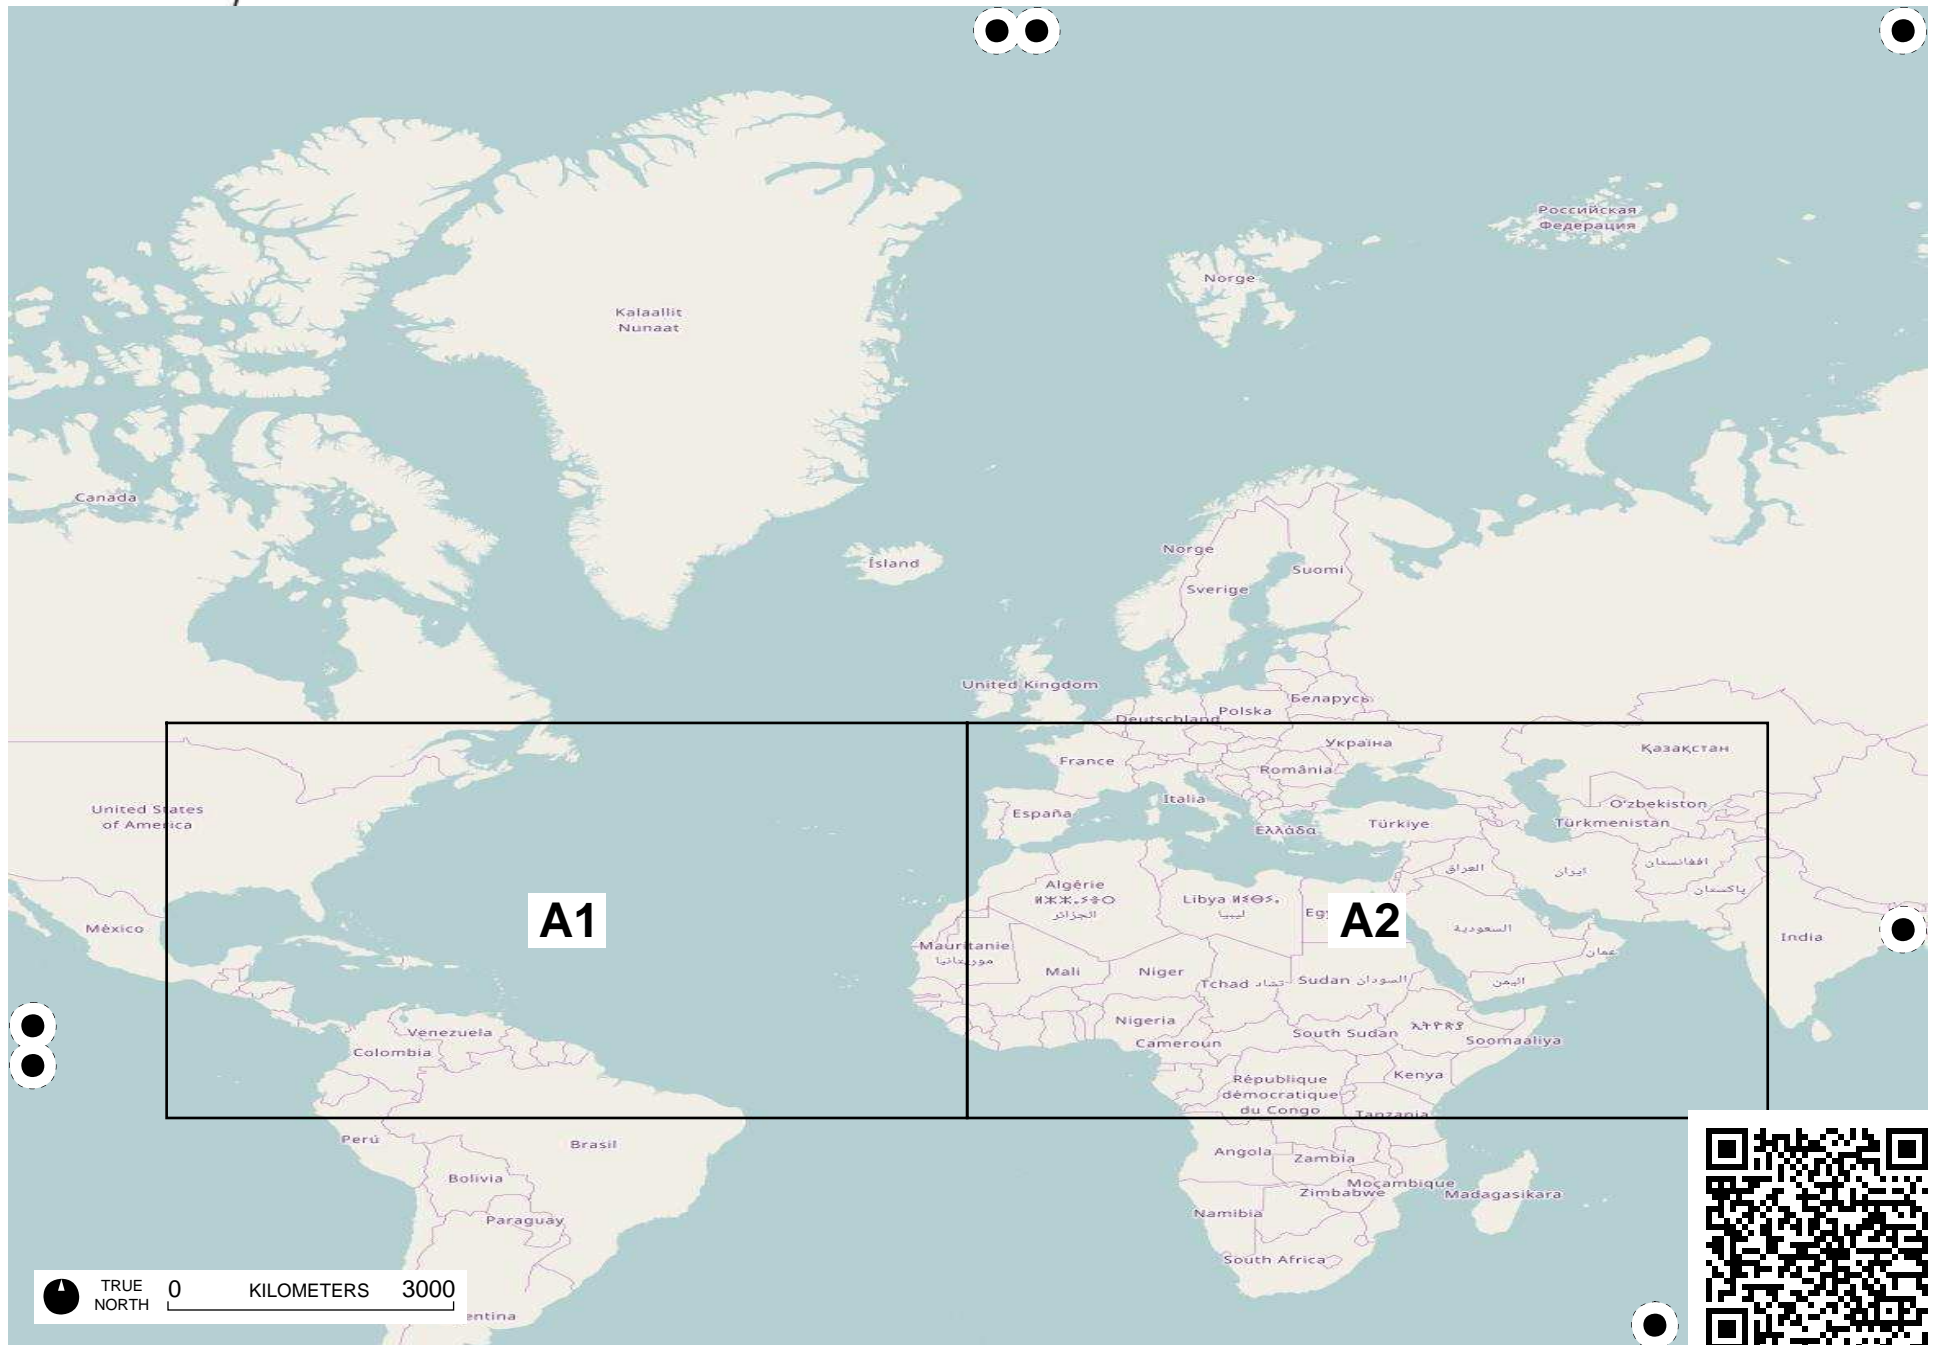 Российская
Федерация
Norge
Kalaallit
Nunaat
Canada
Norge
Ísland
Suomi
Sverige
United Kingdom
Беларусь
Polska
Deutschland
Україна
Қазақстан
France
România
Italia
United States
of America
O'zbekiston
España
Türkmenistan
Türkiye
Ελλάδα
افغانستان
العراق
ایران
Algérie
ⵍⵣⵣⴰⵢⴻⵔ
الجزائر
پاکستان
Libya ⵍⵉⴱⵢⴰ
ليبيا
A1
A2
México
السعودية
India
Mauritanie
موريتانيا
عمان
Mali
Niger
Tchad تشاد
Sudan السودان
اليمن
Nigeria
Venezuela
South Sudan
ኢትዮጵያ
Soomaaliya
Cameroun
Colombia
Kenya
République
démocratique
du Congo
Tanzania
Perú
Brasil
Angola
Zambia
Bolivia
Moçambique
Zimbabwe
Madagasikara
Namibia
Paraguay
South Africa
TRUE
NORTH
0 KILOMETERS 3000
entina